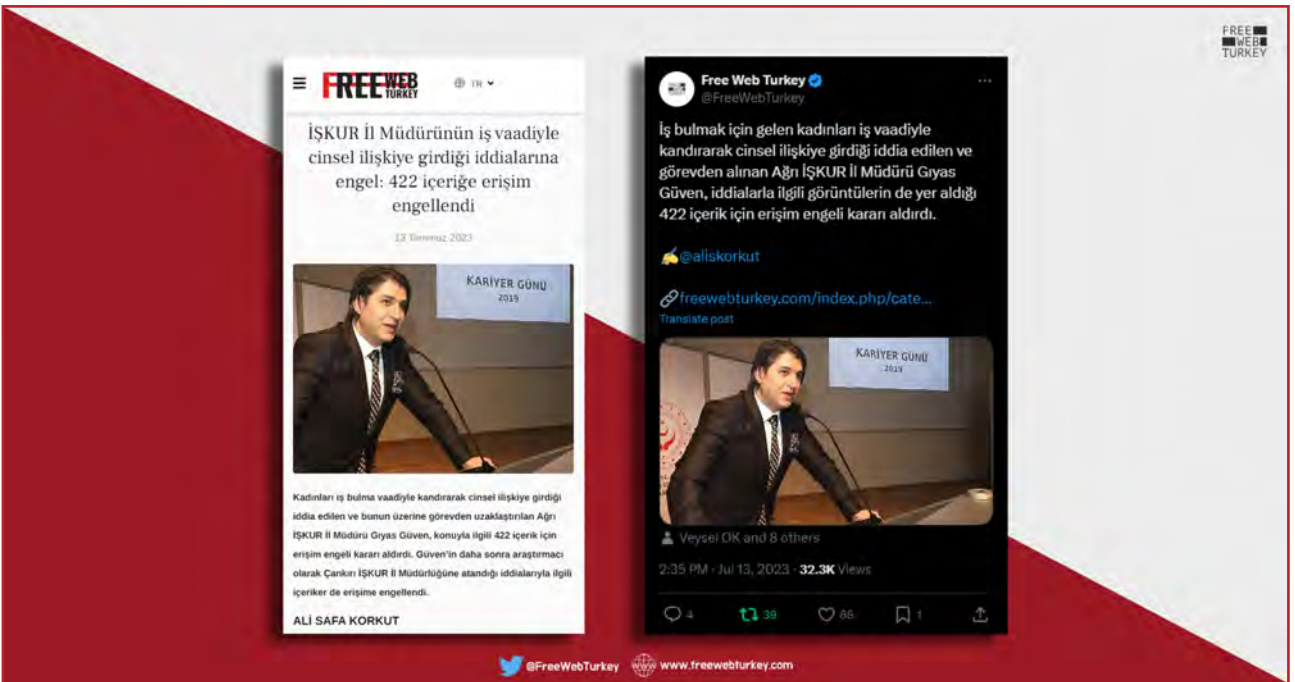 FREE
WEB
TURKEY
FREE WEB
TURKEY
TR
İŞKUR İl Müdürünün iş vaadiyle
cinsel ilişkiye girdiği iddialarına
engel: 422 içeriğe erişim
engellendi
13 Temmuz 2023
KARİYER GÜNÜ
2019
Kadınları iş bulma vaadiyle kandırarak cinsel ilişkiye girdiği
iddia edilen ve bunun üzerine görevden uzaklaştırılan Ağrı
İŞKUR İl Müdürü Gıyas Güven, konuyla ilgili 422 içerik için
erişim engeli kararı aldırdı. Güven'in daha sonra araştırmacı
olarak Çankırı İŞKUR İl Müdürlüğüne atandığı iddialarıyla ilgili
içeriker de erişime engellendi.
ALİ SAFA KORKUT
Free Web Turkey
@FreeWebTurkey
İş bulmak için gelen kadınları iş vaadiyle
kandırarak cinsel ilişkiye girdiği iddia edilen ve
görevden alınan Ağrı İŞKUR İl Müdürü Gıyas
Güven, iddialarla ilgili görüntülerin de yer aldığı
422 içerik için erişim engeli kararı aldırdı.
✍@aliskorkut
🔗freewebturkey.com/index.php/cate...
Translate post
KARİYER GÜNÜ
2019
Veysel OK and 8 others
2:35 PM · Jul 13, 2023 · 32.3K Views
4 39 66 1
@FreeWebTurkey www.freewebturkey.com